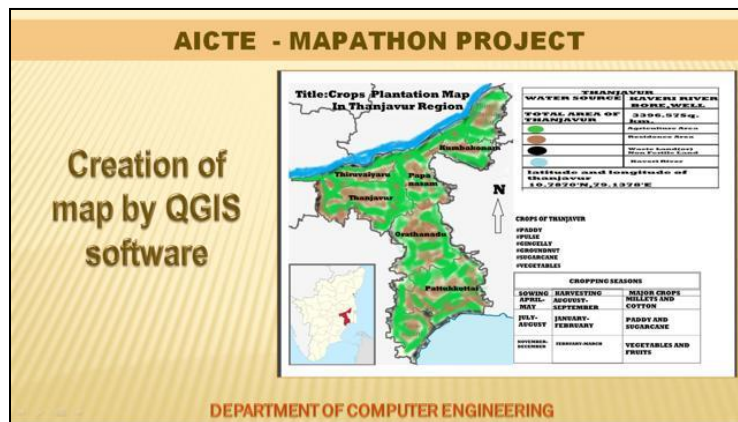 AICTE - MAPATHON PROJECT
Creation of
map by QGIS
software
Title:Crops Plantation Map
In Thanjavur Region
Kumbakonam
Thiruvaiyaru
Papa
nasam
Thanjavur
Orathanadu
Pattukkottai
N
THANJAVUR
WATER SOURCE
KAVERI RIVER
BORE,WELL
TOTAL AREA OF
THANJAVUR
3396.57Sq.
km.
Agriculture Area
Residence Area
Waste Land(or)
Non Fertile Land
Kaveri River
latitude and longitude of
thanjavur
10.7870°N,79.1378°E
CROPS OF THANJAVUR
#PADDY
#PULSE
#GINGELLY
#GROUNDNUT
#SUGARCANE
#VEGETABLES
CROPPING SEASONS
SOWING HARVESTING MAJOR CROPS
APRIL-
MAY
AUGUST-
SEPTEMBER
MILLETS AND
COTTON
JULY-
AUGUST
JANUARY-
FEBRUARY
PADDY AND
SUGARCANE
NOVEMBER-
DECEMBER
FEBRUARY-MARCH
VEGETABLES AND
FRUITS
DEPARTMENT OF COMPUTER ENGINEERING